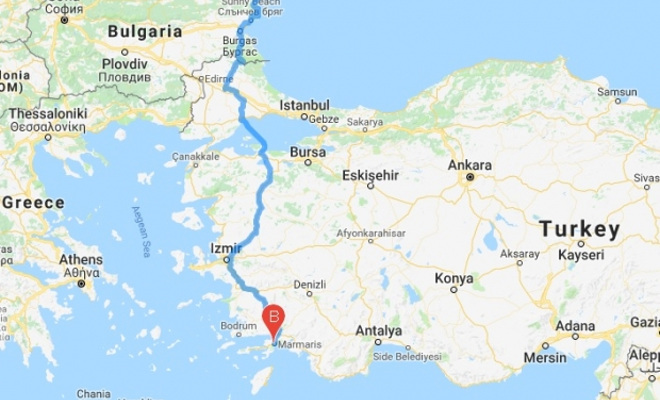 София
Sunny Beach
Слънчев бряг
Bulgaria
Burgas
Бургас
Plovdiv
Пловдив
Edirne
Thessaloniki
Θεσσαλονίκη
Istanbul
Gebze
Sakarya
Samsun
Çanakkale
Bursa
Eskişehir
Ankara
Sivas
Greece
Aegean Sea
Turkey
Izmir
Afyonkarahisar
Aksaray
Kayseri
Athens
Αθήνα
Denizli
Konya
B
Bodrum
Marmaris
Antalya
Side Belediyesi
Adana
Mersin
Gazia
Alepp
حلب
Chania